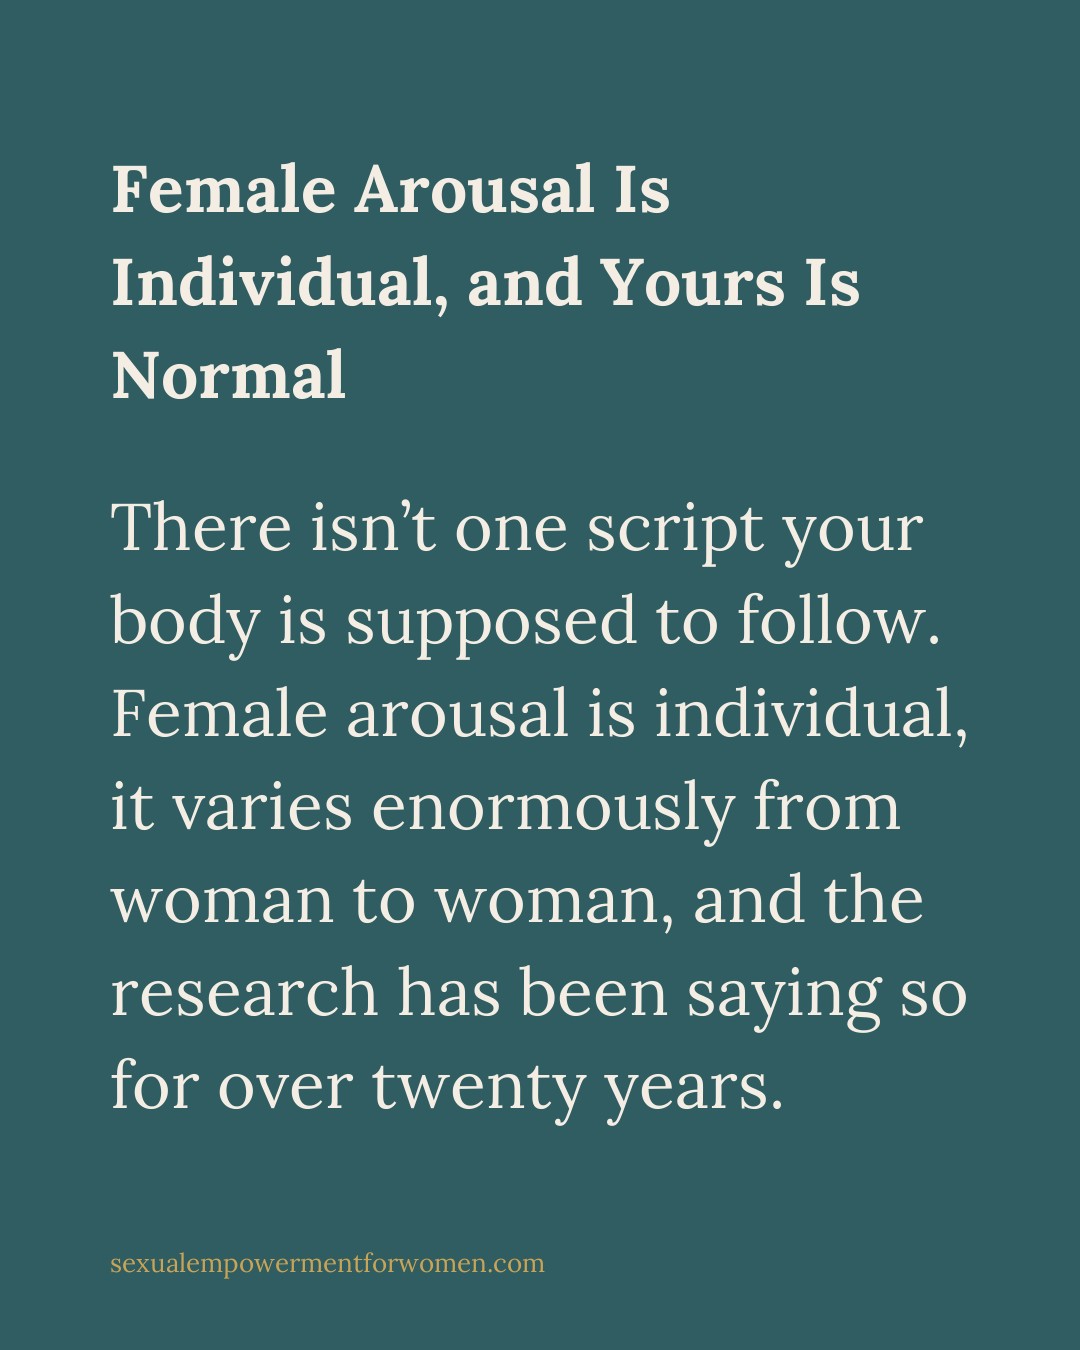 Female Arousal Is
Individual, and Yours Is
Normal
There isn’t one script your
body is supposed to follow.
Female arousal is individual,
it varies enormously from
woman to woman, and the
research has been saying so
for over twenty years.
sexualempowermentforwomen.com